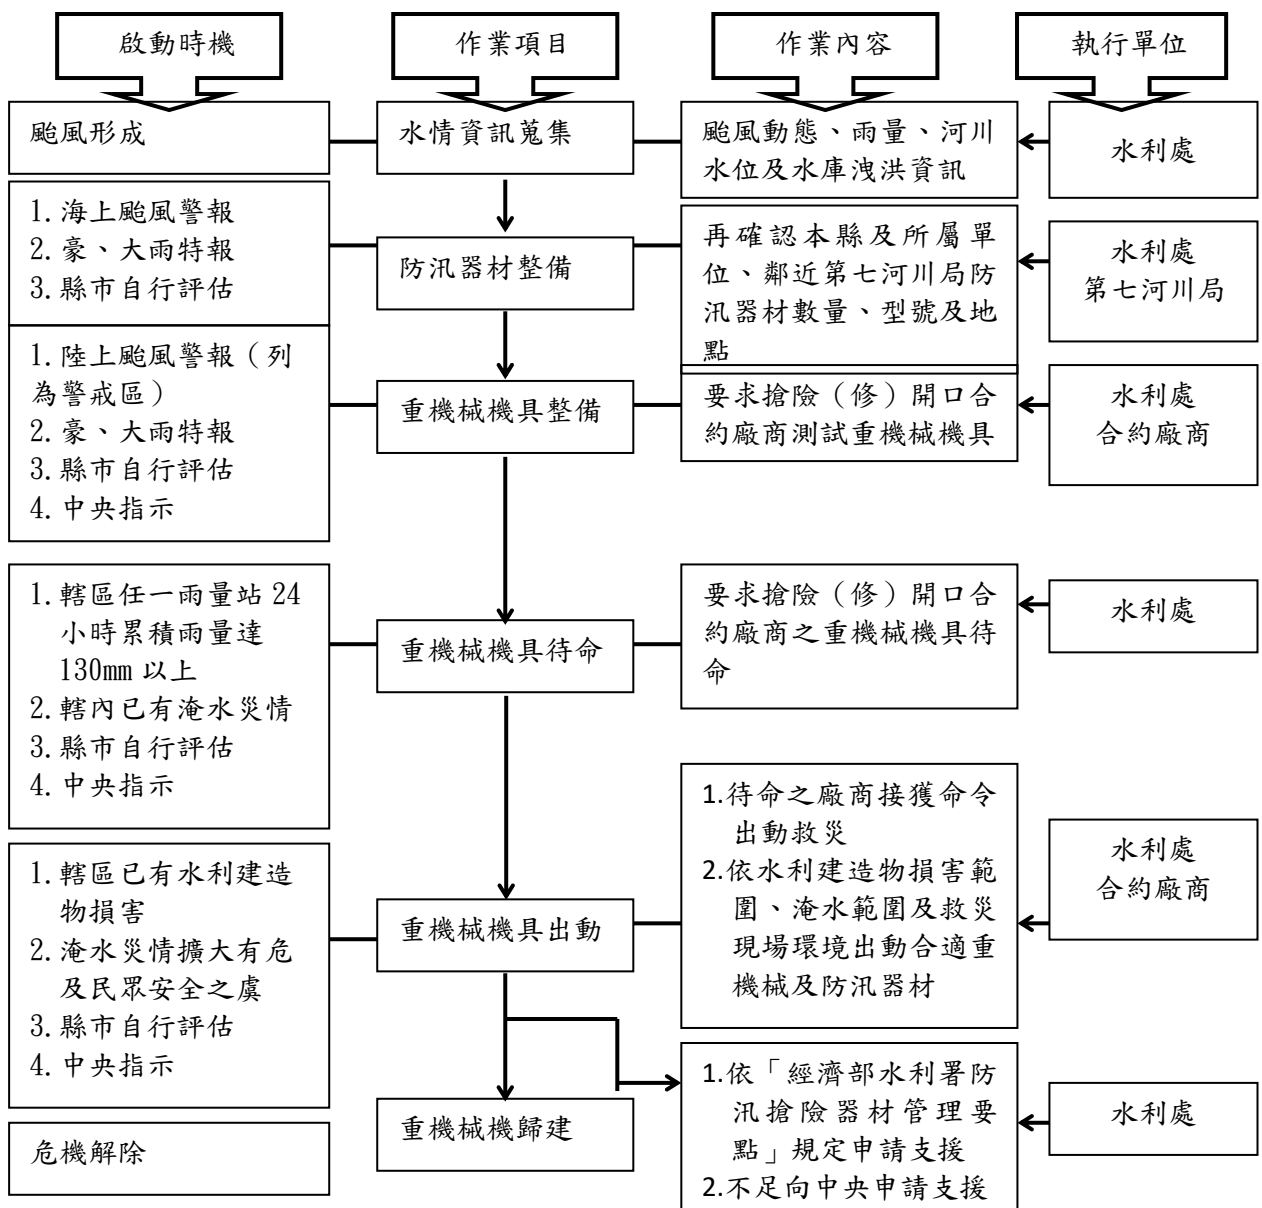 啟動時機
作業項目
作業內容
執行單位
颱風形成
水情資訊蒐集
颱風動態、雨量、河川
水位及水庫洩洪資訊
水利處
1.海上颱風警報
2.豪、大雨特報
3.縣市自行評估
防汛器材整備
再確認本縣及所屬單
位、鄰近第七河川局防
汛器材數量、型號及地
點
水利處
第七河川局
1.陸上颱風警報（列
為警戒區）
2.豪、大雨特報
3.縣市自行評估
4.中央指示
重機械機具整備
要求搶險（修）開口合
約廠商測試重機械機具
水利處
合約廠商
1.轄區任一雨量站 24
小時累積雨量達
130mm 以上
2.轄內已有淹水災情
3.縣市自行評估
4.中央指示
重機械機具待命
要求搶險（修）開口合
約廠商之重機械機具待
命
水利處
1.轄區已有水利建造
物損害
2.淹水災情擴大有危
及民眾安全之虞
3.縣市自行評估
4.中央指示
重機械機具出動
1.待命之廠商接獲命令
出動救災
2.依水利建造物損害範
圍、淹水範圍及救災
現場環境出動合適重
機械及防汛器材
水利處
合約廠商
危機解除
重機械機歸建
1.依「經濟部水利署防
汛搶險器材管理要
點」規定申請支援
2.不足向中央申請支援
水利處